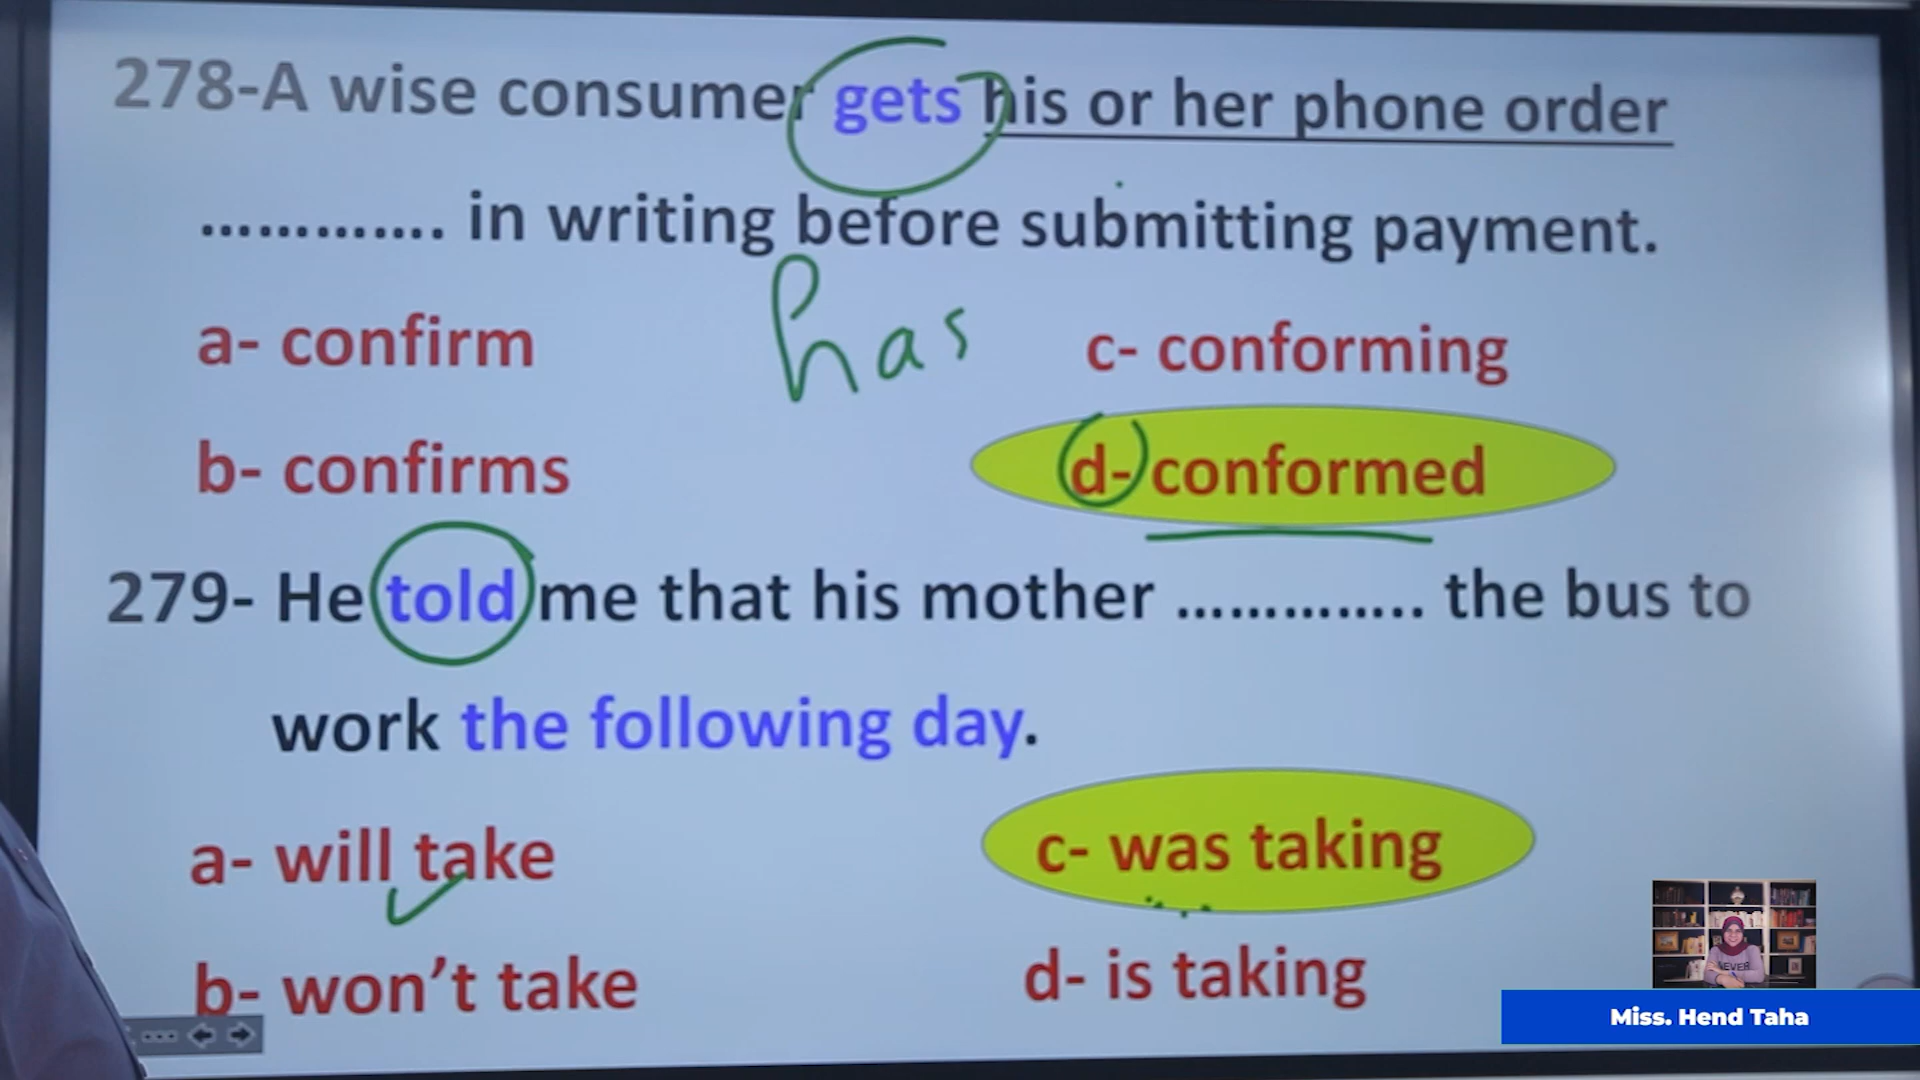 278-A wise consumer gets his or her phone order
............. in writing before submitting payment.
has
a- confirm
c- conforming
b- confirms
d- conformed
279- He told me that his mother .............. the bus to
work the following day.
a- will take
c- was taking
b- won't take
d- is taking
Miss. Hend Taha